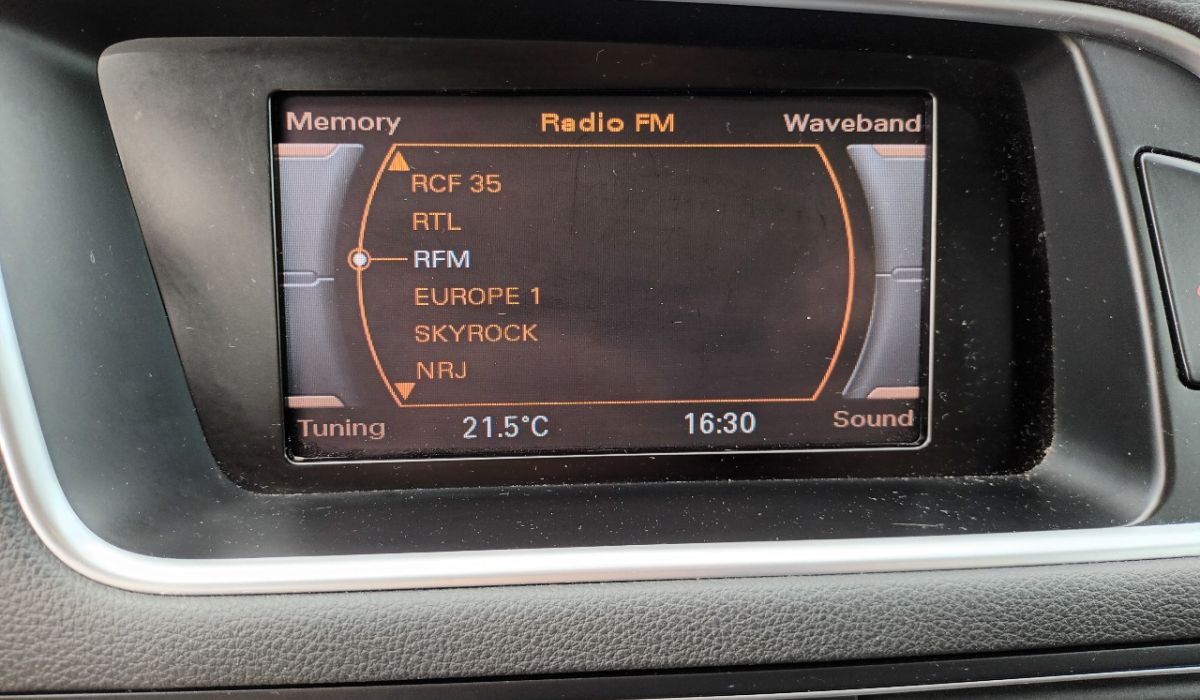 Memory Radio FM Waveband
RCF 35
RTL
RFM
EUROPE 1
SKYROCK
NRJ
Tuning 21.5°C 16:30 Sound